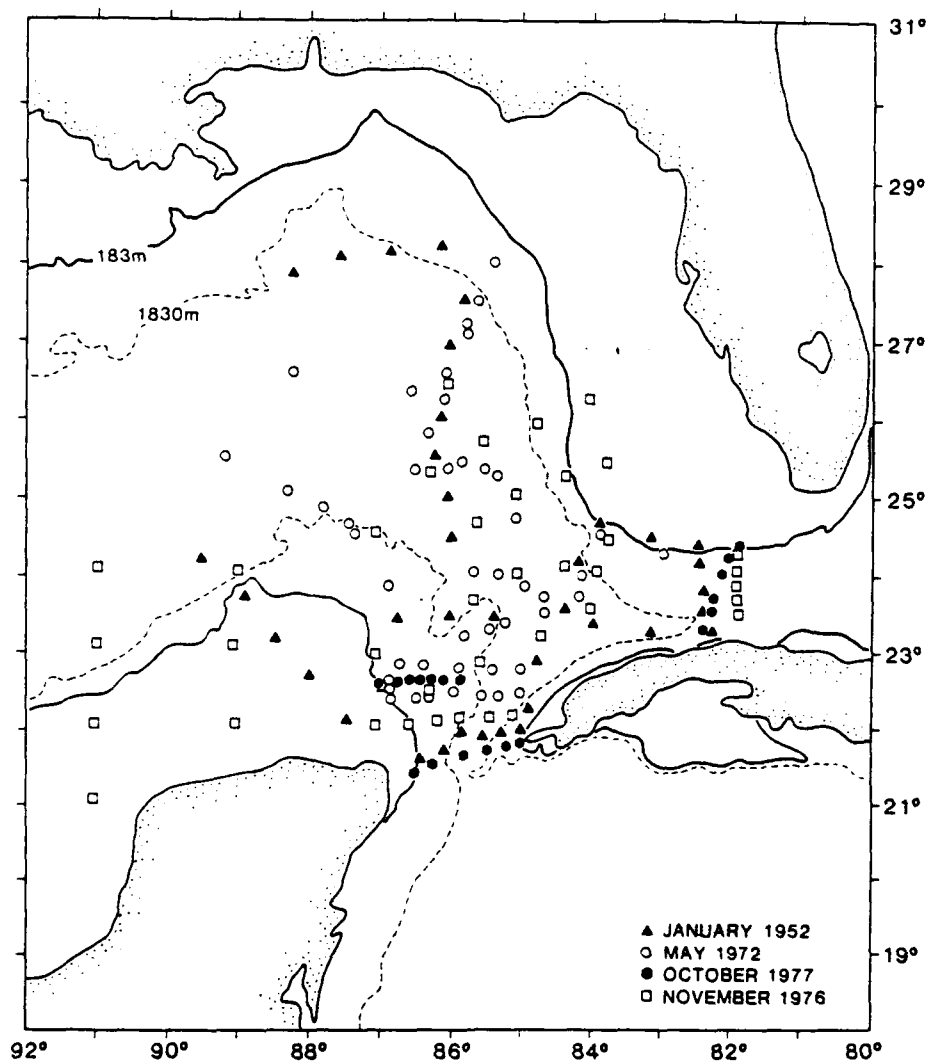 31°
29°
183m
1830m
27°
25°
23°
21°
▲ JANUARY 1952
○ MAY 1972
● OCTOBER 1977
□ NOVEMBER 1976
19°
92° 90° 88° 86° 84° 82° 80°